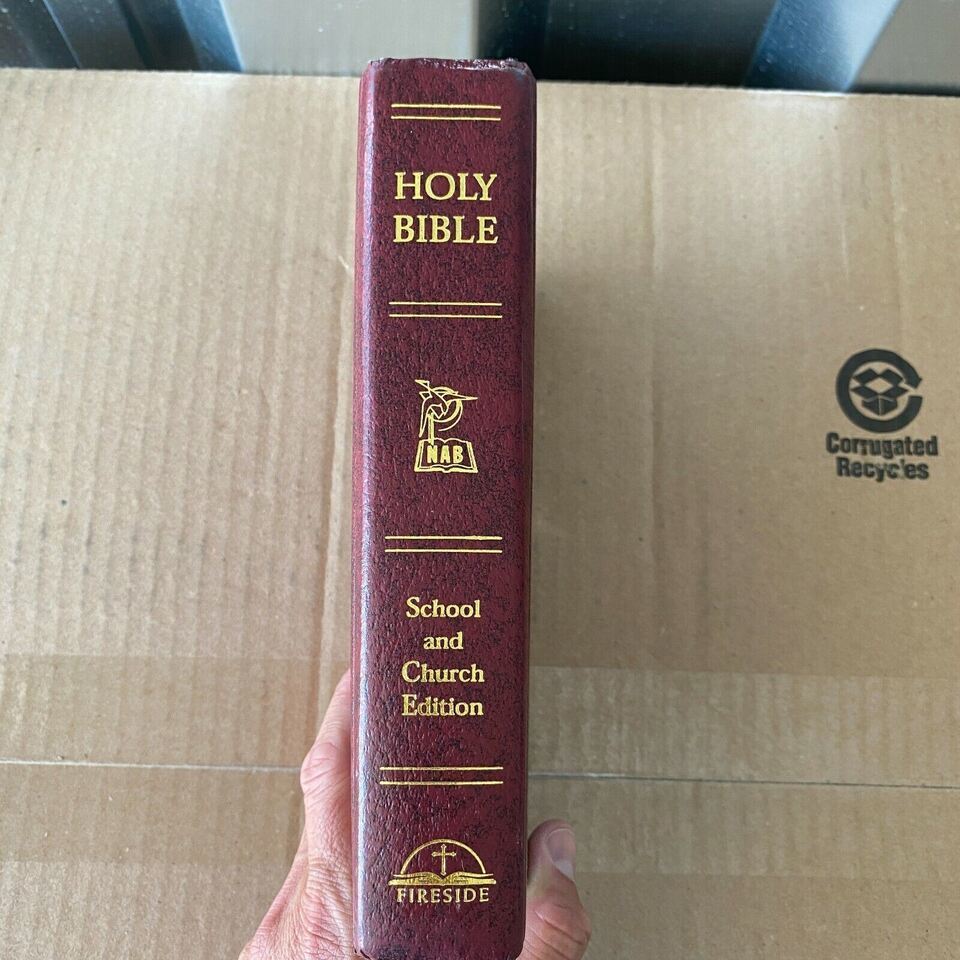 HOLY
BIBLE
NAB
School
and
Church
Edition
FIRESIDE
Corrugated
Recycles